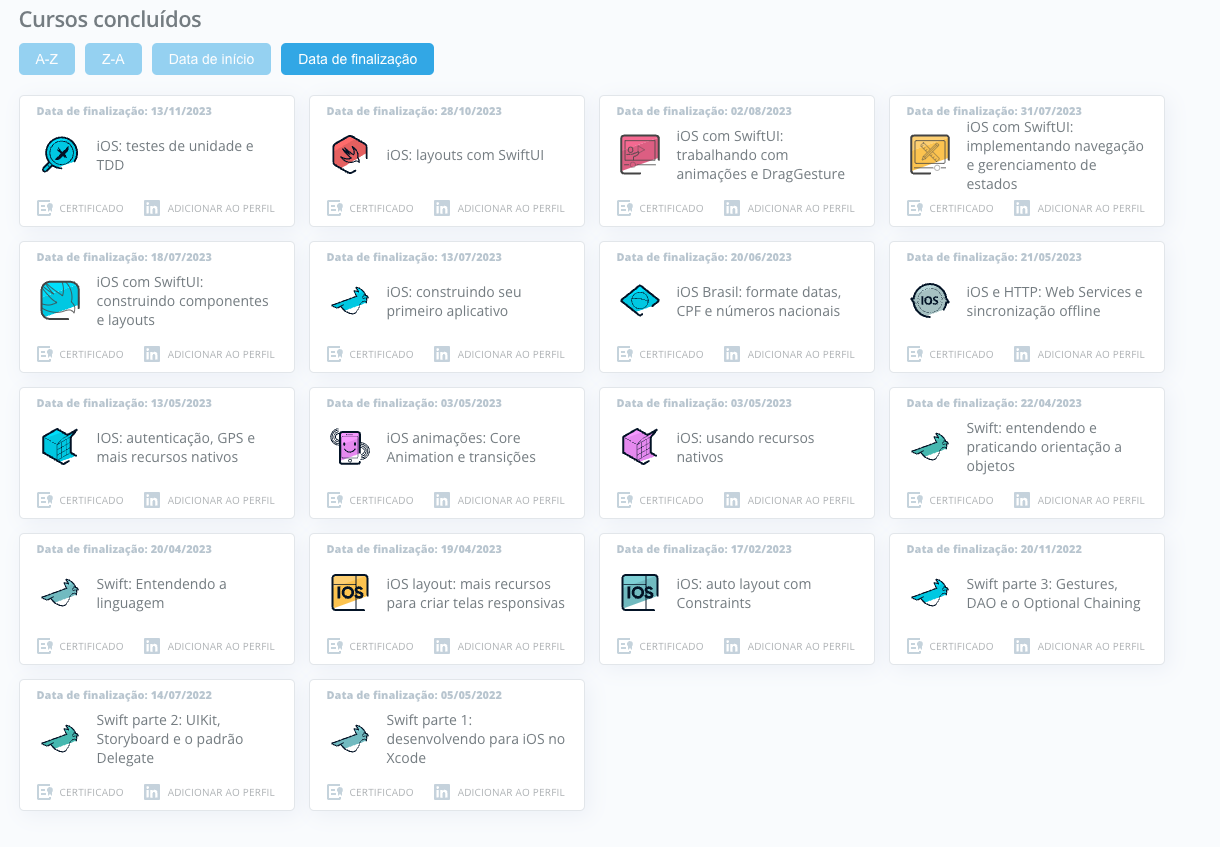 Cursos concluídos
A-Z
Z-A
Data de início
Data de finalização
Data de finalização: 13/11/2023
iOS: testes de unidade e
TDD
CERTIFICADO
ADICIONAR AO PERFIL
Data de finalização: 28/10/2023
iOS: layouts com SwiftUI
CERTIFICADO
ADICIONAR AO PERFIL
Data de finalização: 02/08/2023
iOS com SwiftUI:
trabalhando com
animações e DragGesture
CERTIFICADO
ADICIONAR AO PERFIL
Data de finalização: 31/07/2023
iOS com SwiftUI:
implementando navegação
e gerenciamento de
estados
CERTIFICADO
ADICIONAR AO PERFIL
Data de finalização: 18/07/2023
iOS com SwiftUI:
construindo componentes
e layouts
CERTIFICADO
ADICIONAR AO PERFIL
Data de finalização: 13/07/2023
iOS: construindo seu
primeiro aplicativo
CERTIFICADO
ADICIONAR AO PERFIL
Data de finalização: 20/06/2023
iOS Brasil: formate datas,
CPF e números nacionais
CERTIFICADO
ADICIONAR AO PERFIL
Data de finalização: 21/05/2023
IOS
iOS e HTTP: Web Services e
sincronização offline
CERTIFICADO
ADICIONAR AO PERFIL
Data de finalização: 13/05/2023
IOS: autenticação, GPS e
mais recursos nativos
CERTIFICADO
ADICIONAR AO PERFIL
Data de finalização: 03/05/2023
iOS animações: Core
Animation e transições
CERTIFICADO
ADICIONAR AO PERFIL
Data de finalização: 03/05/2023
iOS: usando recursos
nativos
CERTIFICADO
ADICIONAR AO PERFIL
Data de finalização: 22/04/2023
Swift: entendendo e
praticando orientação a
objetos
CERTIFICADO
ADICIONAR AO PERFIL
Data de finalização: 20/04/2023
Swift: Entendendo a
linguagem
CERTIFICADO
ADICIONAR AO PERFIL
Data de finalização: 19/04/2023
IOS
iOS layout: mais recursos
para criar telas responsivas
CERTIFICADO
ADICIONAR AO PERFIL
Data de finalização: 17/02/2023
IOS
iOS: auto layout com
Constraints
CERTIFICADO
ADICIONAR AO PERFIL
Data de finalização: 20/11/2022
Swift parte 3: Gestures,
DAO e o Optional Chaining
CERTIFICADO
ADICIONAR AO PERFIL
Data de finalização: 14/07/2022
Swift parte 2: UIKit,
Storyboard e o padrão
Delegate
CERTIFICADO
ADICIONAR AO PERFIL
Data de finalização: 05/05/2022
Swift parte 1:
desenvolvendo para iOS no
Xcode
CERTIFICADO
ADICIONAR AO PERFIL